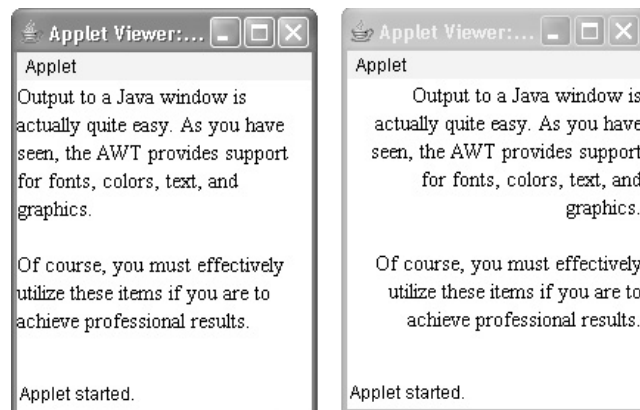 Applet Viewer:...
Applet
Output to a Java window is
actually quite easy. As you have
seen, the AWT provides support
for fonts, colors, text, and
graphics.
Of course, you must effectively
utilize these items if you are to
achieve professional results.
Applet started.
Applet Viewer:...
Applet
Output to a Java window is
actually quite easy. As you have
seen, the AWT provides support
for fonts, colors, text, and
graphics.
Of course, you must effectively
utilize these items if you are to
achieve professional results.
Applet started.